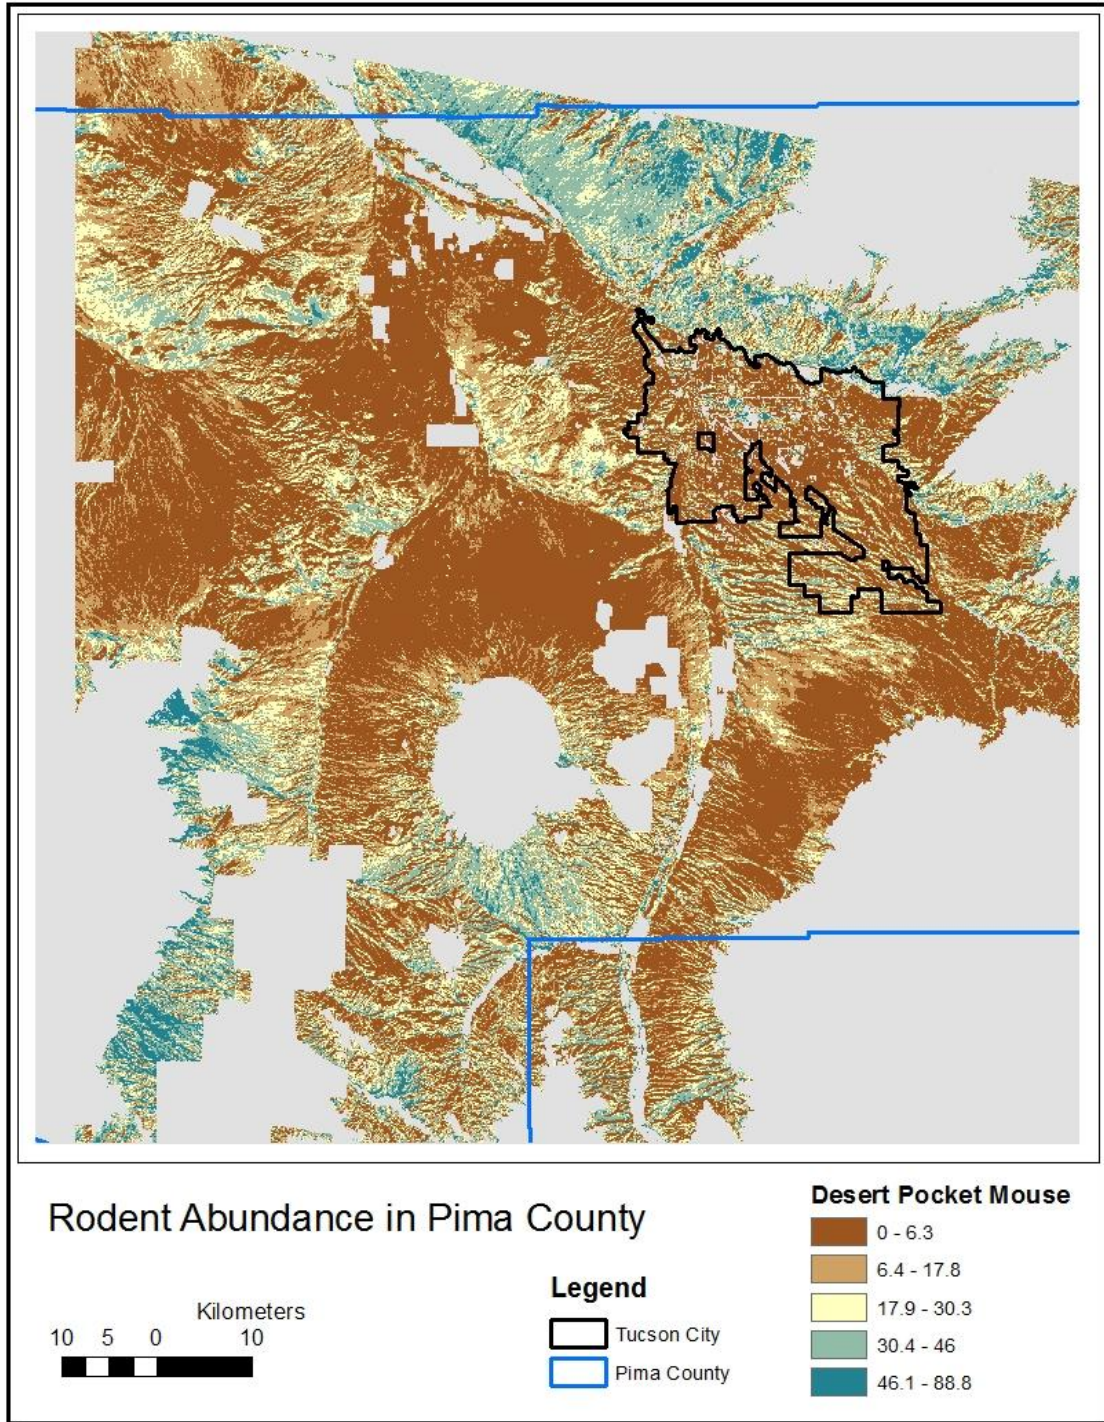 Rodent Abundance in Pima County
Kilometers
10 5 0 10
Legend
Tucson City
Pima County
Desert Pocket Mouse
0 - 6.3
6.4 - 17.8
17.9 - 30.3
30.4 - 46
46.1 - 88.8